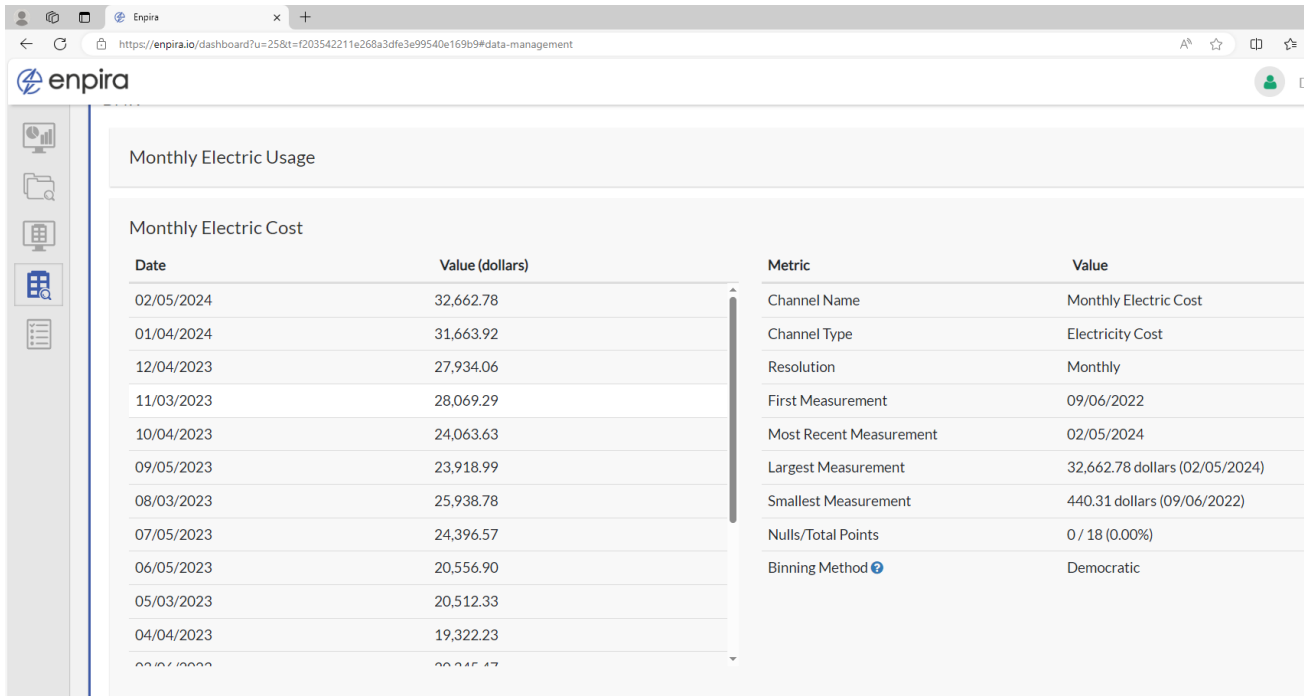 Enpira
https://enpira.io/dashboard?u=25&t=f203542211e268a3dfe3e99540e169b9#data-management
enpira
Monthly Electric Usage
Monthly Electric Cost
Date Value (dollars) Metric Value
02/05/2024 32,662.78 Channel Name Monthly Electric Cost
01/04/2024 31,663.92 Channel Type Electricity Cost
12/04/2023 27,934.06 Resolution Monthly
11/03/2023 28,069.29 First Measurement 09/06/2022
10/04/2023 24,063.63 Most Recent Measurement 02/05/2024
09/05/2023 23,918.99 Largest Measurement 32,662.78 dollars (02/05/2024)
08/03/2023 25,938.78 Smallest Measurement 440.31 dollars (09/06/2022)
07/05/2023 24,396.57 Nulls/Total Points 0 / 18 (0.00%)
06/05/2023 20,556.90 Binning Method Democratic
05/03/2023 20,512.33
04/04/2023 19,322.23